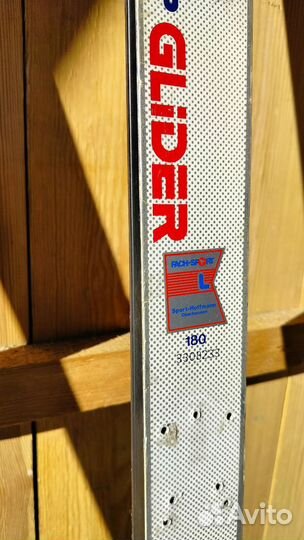 GLiDER
FACH-SPORT
L
Sport-Hoffmann
180
3308233
Avito